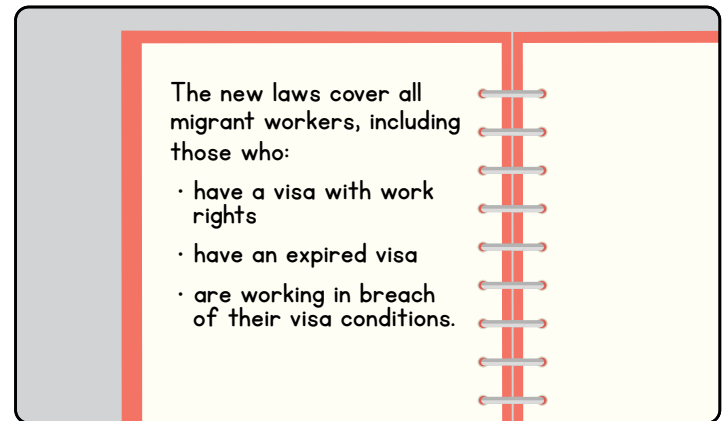 The new laws cover all
migrant workers, including
those who:
· have a visa with work
rights
· have an expired visa
· are working in breach
of their visa conditions.